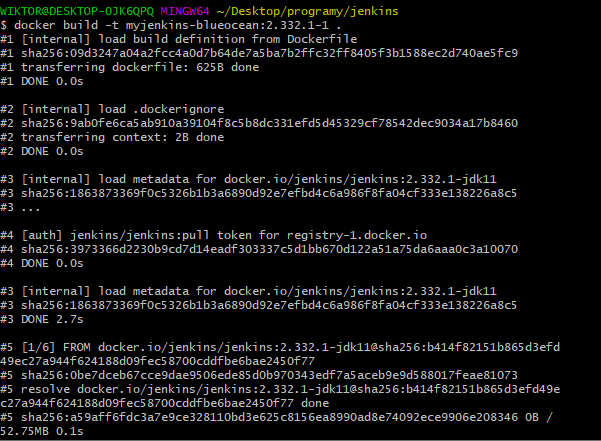 WIKTOR@DESKTOP-OJK6QPQ MINGW64 ~/Desktop/programy/jenkins
$ docker build -t myjenkins-blueocean:2.332.1-1 .
#1 [internal] load build definition from Dockerfile
#1 sha256:09d3247a04a2fcc4a0d7b64de7a5ba7b2ffc32ff8405f3b1588ec2d740ae5fc9
#1 transferring dockerfile: 625B done
#1 DONE 0.0s

#2 [internal] load .dockerignore
#2 sha256:9ab0fe6ca5ab910a39104f8c5b8dc331efd5d45329cf78542dec9034a17b8460
#2 transferring context: 2B done
#2 DONE 0.0s

#3 [internal] load metadata for docker.io/jenkins/jenkins:2.332.1-jdk11
#3 sha256:1863873369f0c5326b1b3a6890d92e7efbd4c6a986f8fa04cf333e138226a8c5
#3 ...

#4 [auth] jenkins/jenkins:pull token for registry-1.docker.io
#4 sha256:3973366d2230b9cd7d14eadf303337c5d1bb670d122a51a75da6aaa0c3a10070
#4 DONE 0.0s

#3 [internal] load metadata for docker.io/jenkins/jenkins:2.332.1-jdk11
#3 sha256:1863873369f0c5326b1b3a6890d92e7efbd4c6a986f8fa04cf333e138226a8c5
#3 DONE 2.7s

#5 [1/6] FROM docker.io/jenkins/jenkins:2.332.1-jdk11@sha256:b414f82151b865d3efd
49ec27a944f624188d09fec58700cddfbe6bae2450f77
#5 sha256:0be7dceb67cce9dae9506ede85d0b970343edf7a5aceb9e9d588017feae81073
#5 resolve docker.io/jenkins/jenkins:2.332.1-jdk11@sha256:b414f82151b865d3efd49e
c27a944f624188d09fec58700cddfbe6bae2450f77 done
#5 sha256:a59aff6fdc3a7e9ce328110bd3e625c8156ea8990ad8e74092ece9906e208346 0B /
52.75MB 0.1s